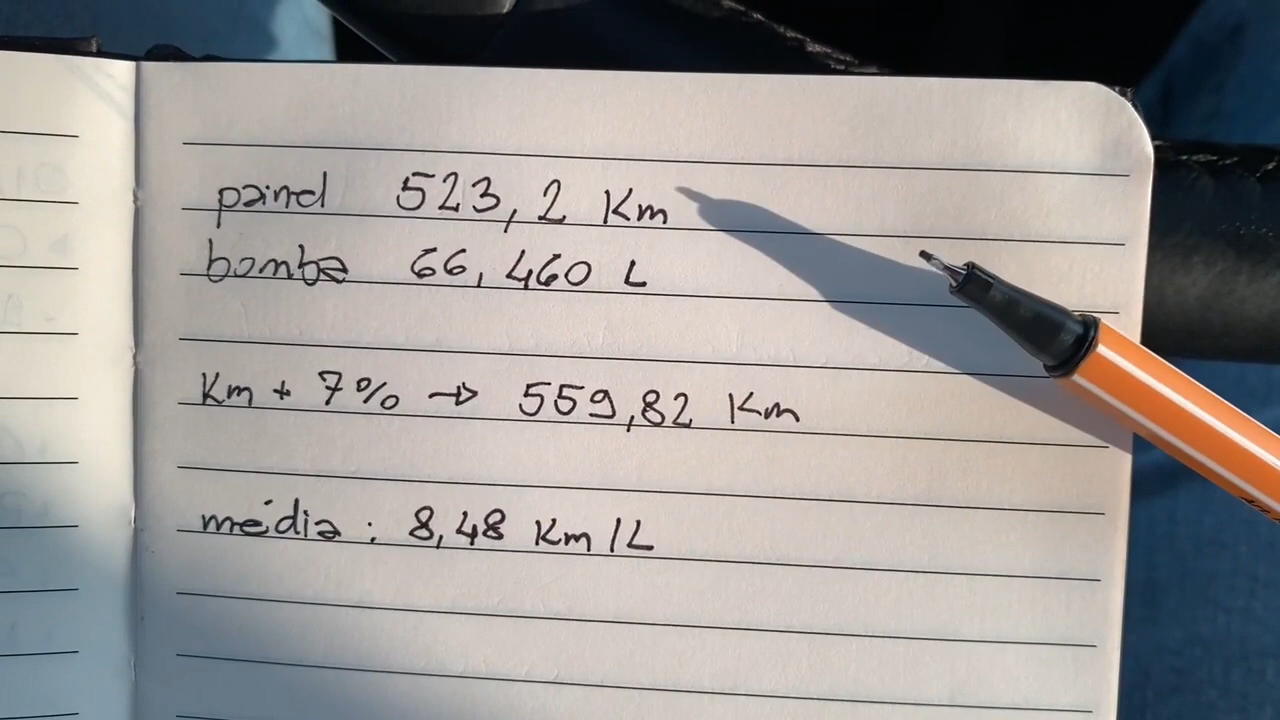 painel 523,2 Km
bomba 66,460 L
Km + 7% → 559,82 Km
média: 8,48 Km/L